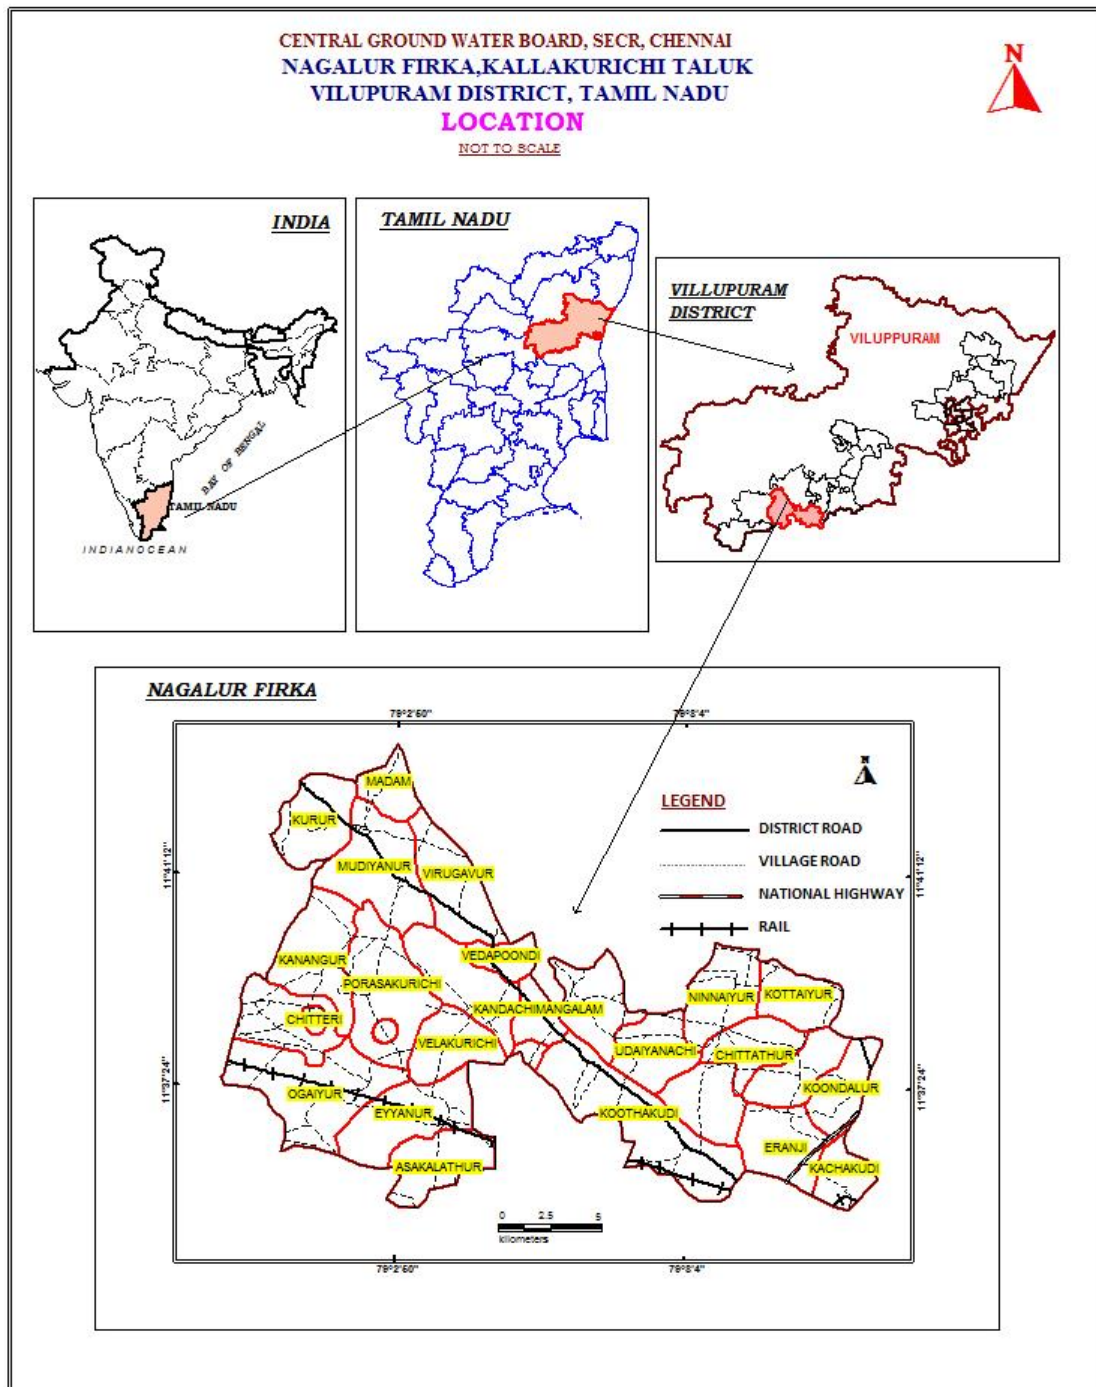 CENTRAL GROUND WATER BOARD, SECR, CHENNAI
NAGALUR FIRKA,KALLAKURICHI TALUK
VILUPURAM DISTRICT, TAMIL NADU
LOCATION
NOT TO SCALE
N
INDIA
BAY OF BENGAL
TAMIL NADU
INDIAN OCEAN
TAMIL NADU
VILLUPURAM
DISTRICT
VILUPPURAM
NAGALUR FIRKA
79°2'50"
79°8'4"
N
LEGEND
DISTRICT ROAD
VILLAGE ROAD
NATIONAL HIGHWAY
RAIL
11°41'12"
11°41'12"
11°37'24"
11°37'24"
MADAM
KURUR
MUDIYANUR
VIRUGAVUR
VEDAPOONDI
KANANGUR
PORASAKURICHI
NINNAIYUR
KOTTAIYUR
KANDACHIMANGALAM
CHITTERI
VELAKURICHI
UDAIYANACHI
CHITTATHUR
KOONDALUR
OGAIYUR
EYYANUR
KOOTHAKUDI
ERANJI
ASAKALATHUR
KACHAKUDI
0 2.5 5
kilometers
79°2'50"
79°8'4"